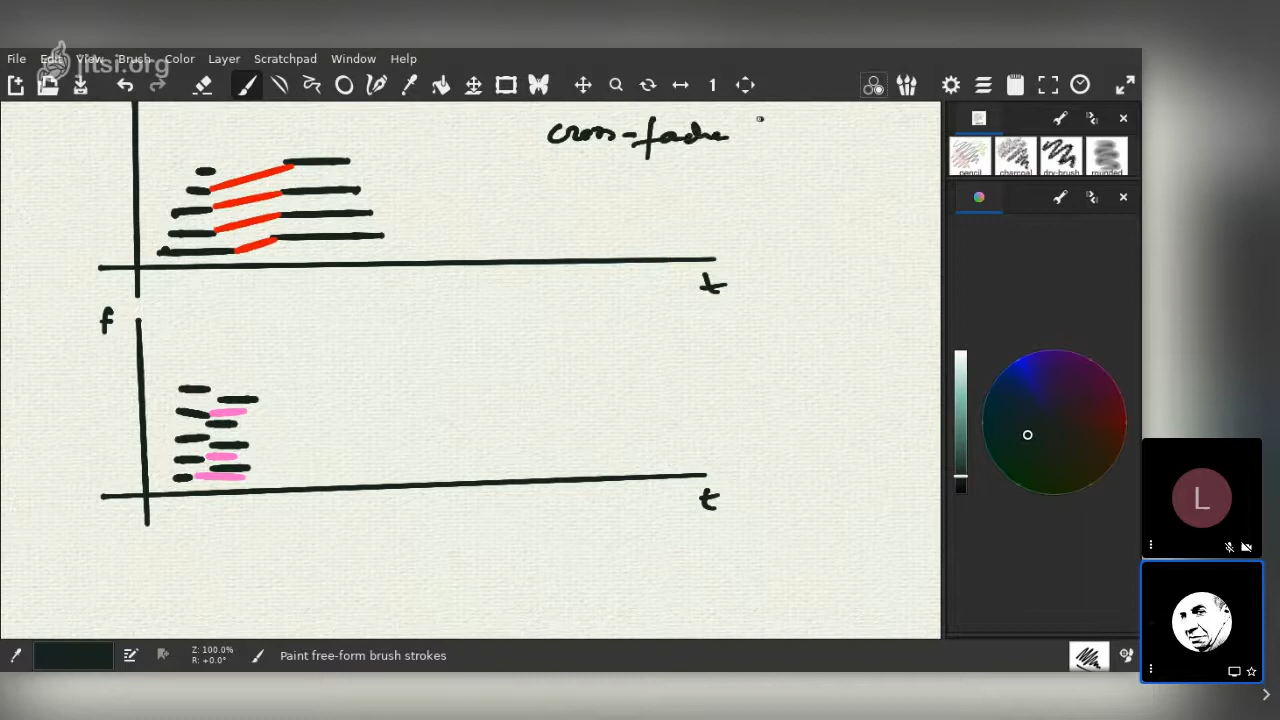 jitsi.org
File Edit View Brush Color Layer Scratchpad Window Help
1
cross-fade
pencil charcoal dry-brush rounded
t
f
t
L
Z: 100.0%
R: +0.0°
Paint free-form brush strokes